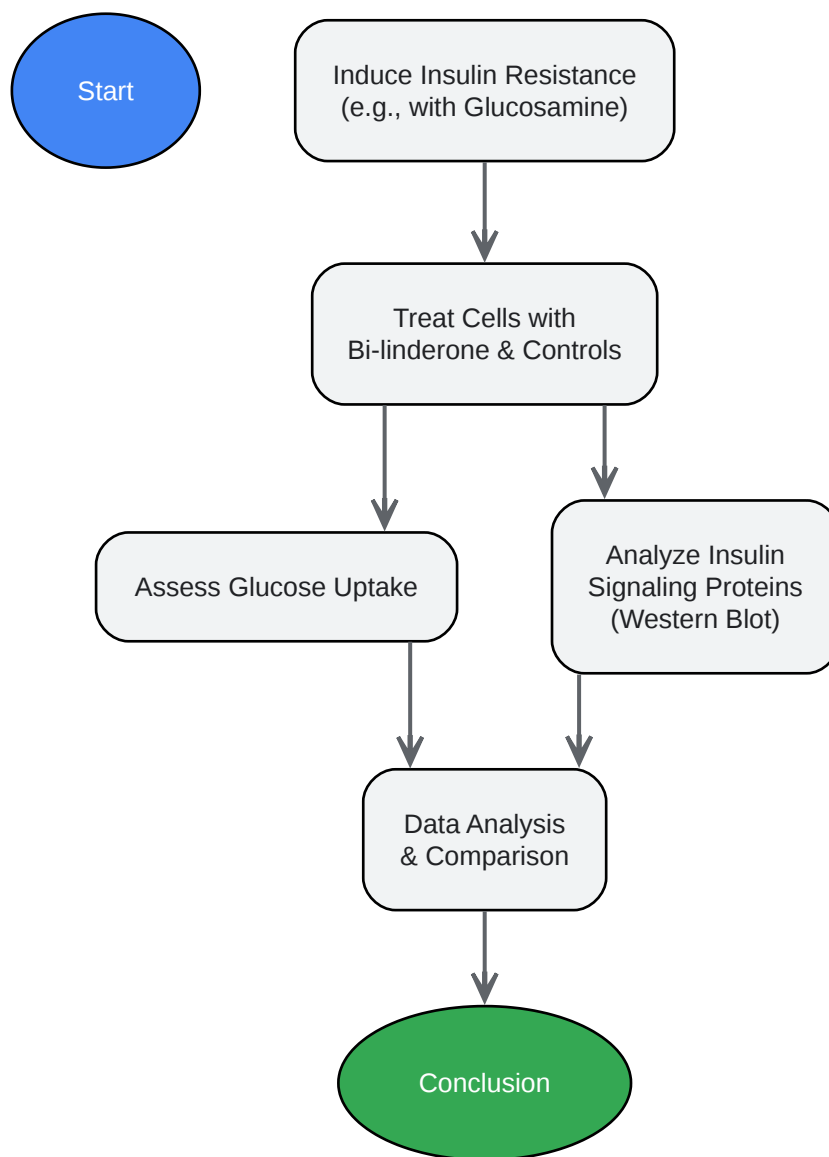 Start
Induce Insulin Resistance
(e.g., with Glucosamine)
Treat Cells with
Bi-linderone & Controls
Assess Glucose Uptake
Analyze Insulin
Signaling Proteins
(Western Blot)
Data Analysis
& Comparison
Conclusion